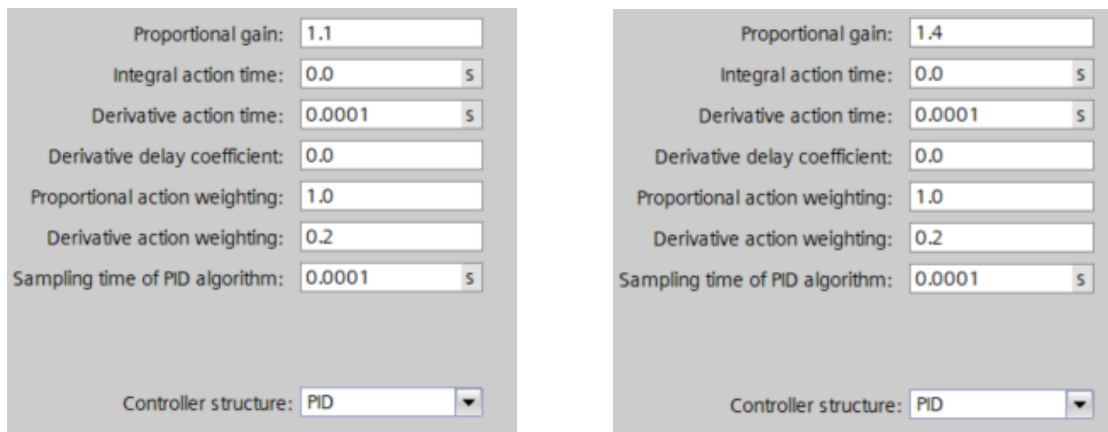 Proportional gain: 1.1
Integral action time: 0.0 s
Derivative action time: 0.0001 s
Derivative delay coefficient: 0.0
Proportional action weighting: 1.0
Derivative action weighting: 0.2
Sampling time of PID algorithm: 0.0001 s
Controller structure: PID
Proportional gain: 1.4
Integral action time: 0.0 s
Derivative action time: 0.0001 s
Derivative delay coefficient: 0.0
Proportional action weighting: 1.0
Derivative action weighting: 0.2
Sampling time of PID algorithm: 0.0001 s
Controller structure: PID